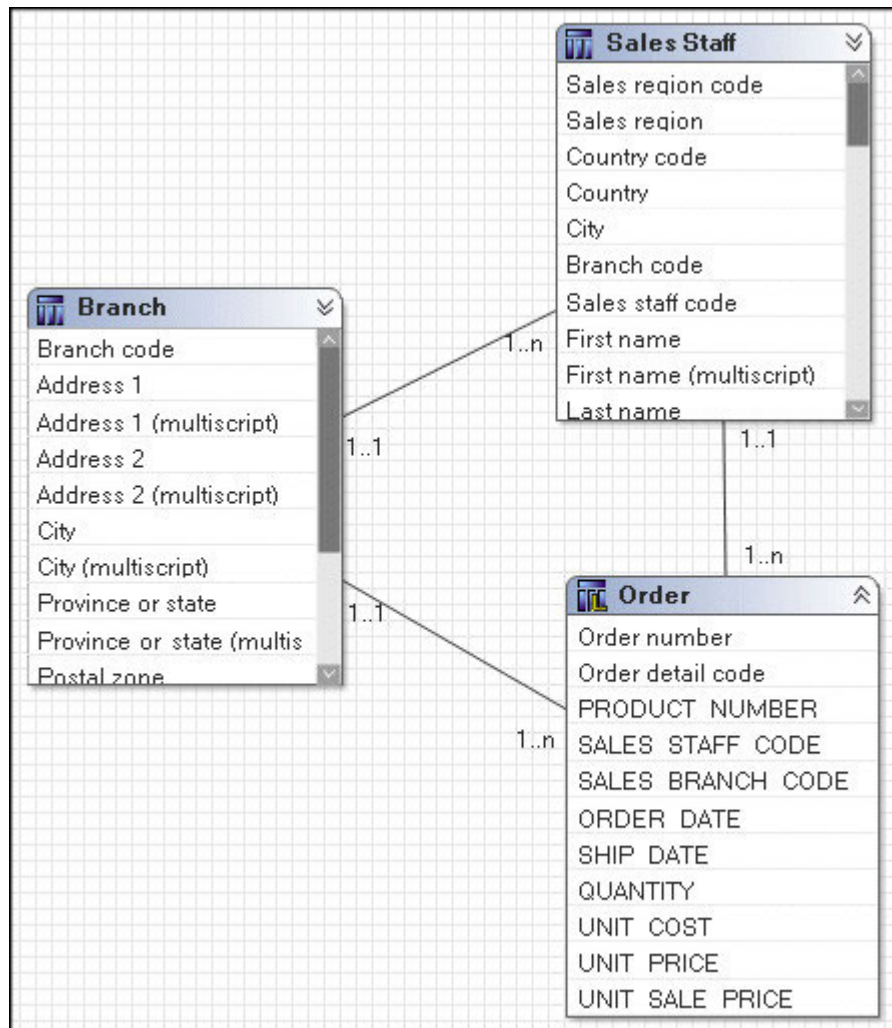 Sales Staff
Sales region code
Sales region
Country code
Country
City
Branch code
Sales staff code
First name
First name (multiscript)
Last name
Branch
Branch code
Address 1
Address 1 (multiscript)
Address 2
Address 2 (multiscript)
City
City (multiscript)
Province or state
Province or state (multis
Postal zone
1..n
1..1
1..1
1..n
1..1
1..n
Order
Order number
Order detail code
PRODUCT NUMBER
SALES STAFF CODE
SALES BRANCH CODE
ORDER DATE
SHIP DATE
QUANTITY
UNIT COST
UNIT PRICE
UNIT SALE PRICE